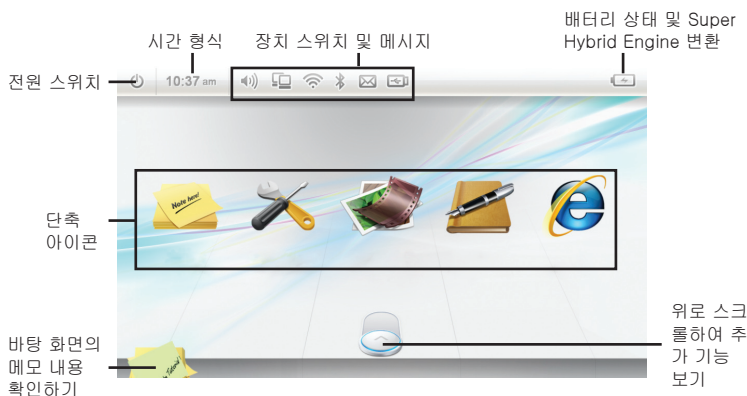 배터리 상태 및 Super
Hybrid Engine 변환
시간 형식
장치 스위치 및 메시지
전원 스위치
10:37 am
Note here!
단축
아이콘
위로 스크
롤하여 추
가 기능
보기
바탕 화면의
메모 내용
확인하기
Tutorial